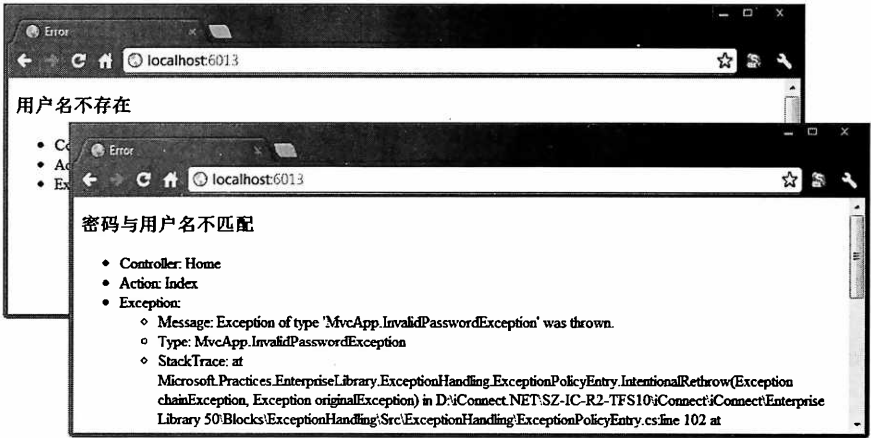 Error
localhost:6013
用户名不存在
Error
localhost:6013
密码与用户名不匹配
Controller: Home
Action: Index
Exception:
Message: Exception of type 'MvcApp.InvalidPasswordException' was thrown.
Type: MvcApp.InvalidPasswordException
StackTrace: at
Microsoft.Practices.EnterpriseLibrary.ExceptionHandling.ExceptionPolicyEntry.IntentionalRethrow(Exception
chainException, Exception originalException) in D:\iConnect.NET\SZ-IC-R2-TFS10\iConnect\iConnect\Enterprise
Library 50\Blocks\ExceptionHandling\Src\ExceptionHandling\ExceptionPolicyEntry.cs:line 102 at